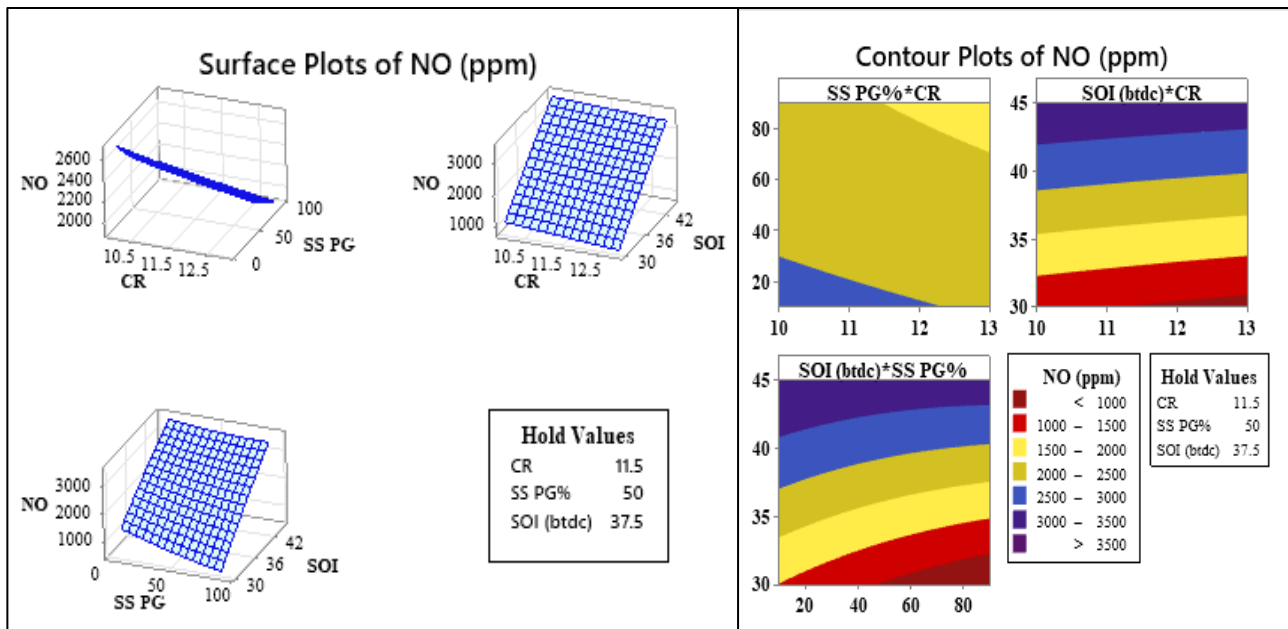 Surface Plots of NO (ppm)
2600
2400
2200
2000
NO
10.5 11.5 12.5
CR
0
50
100
SS PG
3000
2000
1000
NO
10.5 11.5 12.5
CR
30
36
42
SOI
3000
2000
1000
NO
0
50
100
SS PG
30
36
42
SOI
Hold Values
CR 11.5
SS PG% 50
SOI (btdc) 37.5
Contour Plots of NO (ppm)
SS PG%*CR
80
60
40
20
10 11 12 13
SOI (btdc)*CR
45
40
35
30
10 11 12 13
SOI (btdc)*SS PG%
45
40
35
30
20 40 60 80
NO (ppm)
< 1000
1000 – 1500
1500 – 2000
2000 – 2500
2500 – 3000
3000 – 3500
> 3500
Hold Values
CR 11.5
SS PG% 50
SOI (btdc) 37.5